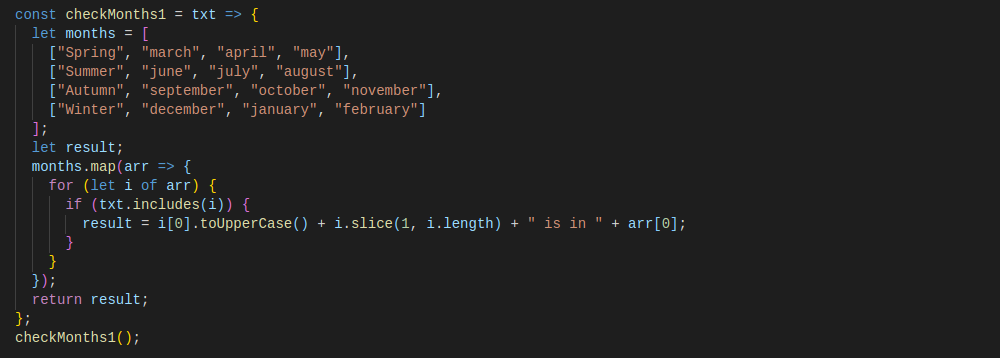 const checkMonths1 = txt => {
  let months = [
    ["Spring", "march", "april", "may"],
    ["Summer", "june", "july", "august"],
    ["Autumn", "september", "october", "november"],
    ["Winter", "december", "january", "february"]
  ];
  let result;
  months.map(arr => {
    for (let i of arr) {
      if (txt.includes(i)) {
        result = i[0].toUpperCase() + i.slice(1, i.length) + " is in " + arr[0];
      }
    }
  });
  return result;
};
checkMonths1();